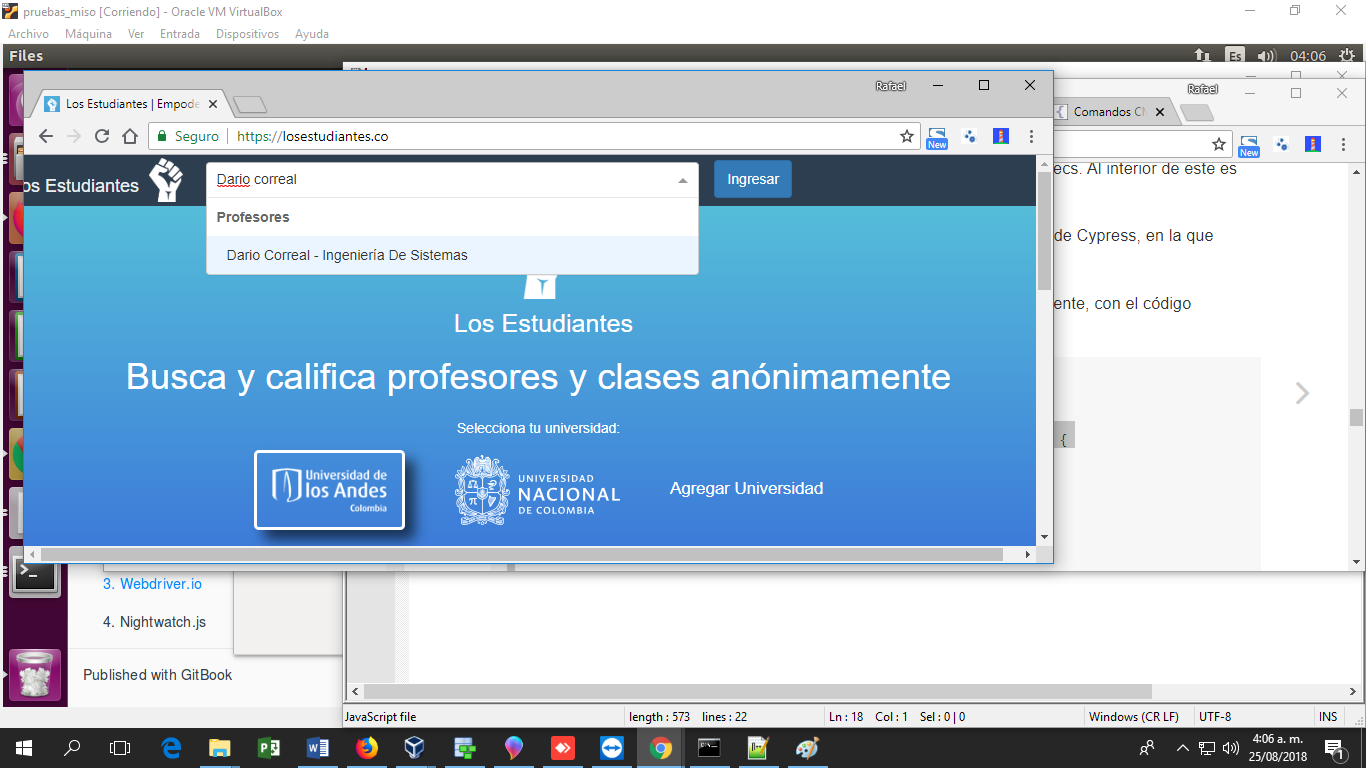 pruebas_miso [Corriendo] - Oracle VM VirtualBox
Archivo Máquina Ver Entrada Dispositivos Ayuda
Files
Es
04:06
Rafael
Los Estudiantes | Empode
Seguro
https://losestudiantes.co
New
os Estudiantes
Dario correal
Ingresar
Profesores
Dario Correal - Ingeniería De Sistemas
Los Estudiantes
Busca y califica profesores y clases anónimamente
Selecciona tu universidad:
Universidad de
los Andes
Colombia
UNIVERSIDAD
NACIONAL
DE COLOMBIA
Agregar Universidad
Rafael
Comandos
New
ecs. Al interior de este es
de Cypress, en la que
ente, con el código
{
3. Webdriver.io
4. Nightwatch.js
Published with GitBook
JavaScript file
length : 573 lines : 22
Ln : 18 Col : 1 Sel : 0 | 0
Windows (CR LF)
UTF-8
INS
4:06 a. m.
25/08/2018
1